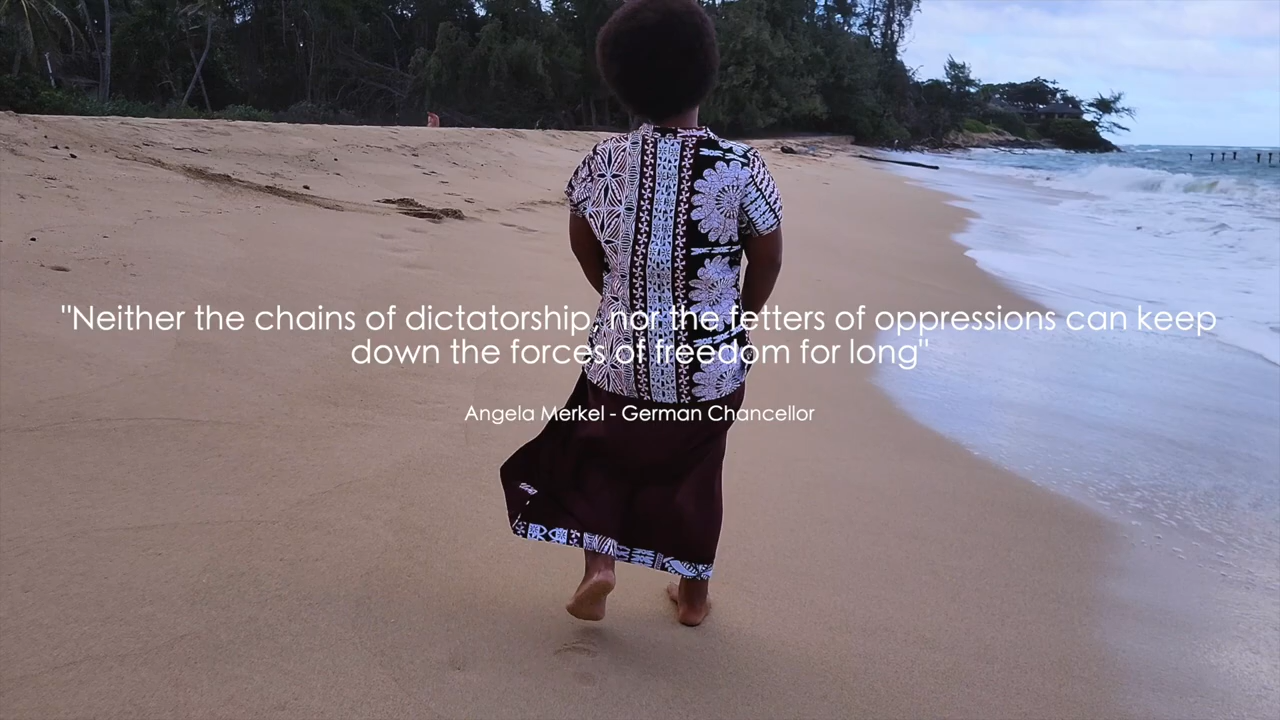 "Neither the chains of dictatorship, nor the fetters of oppressions can keep
down the forces of freedom for long"
Angela Merkel - German Chancellor